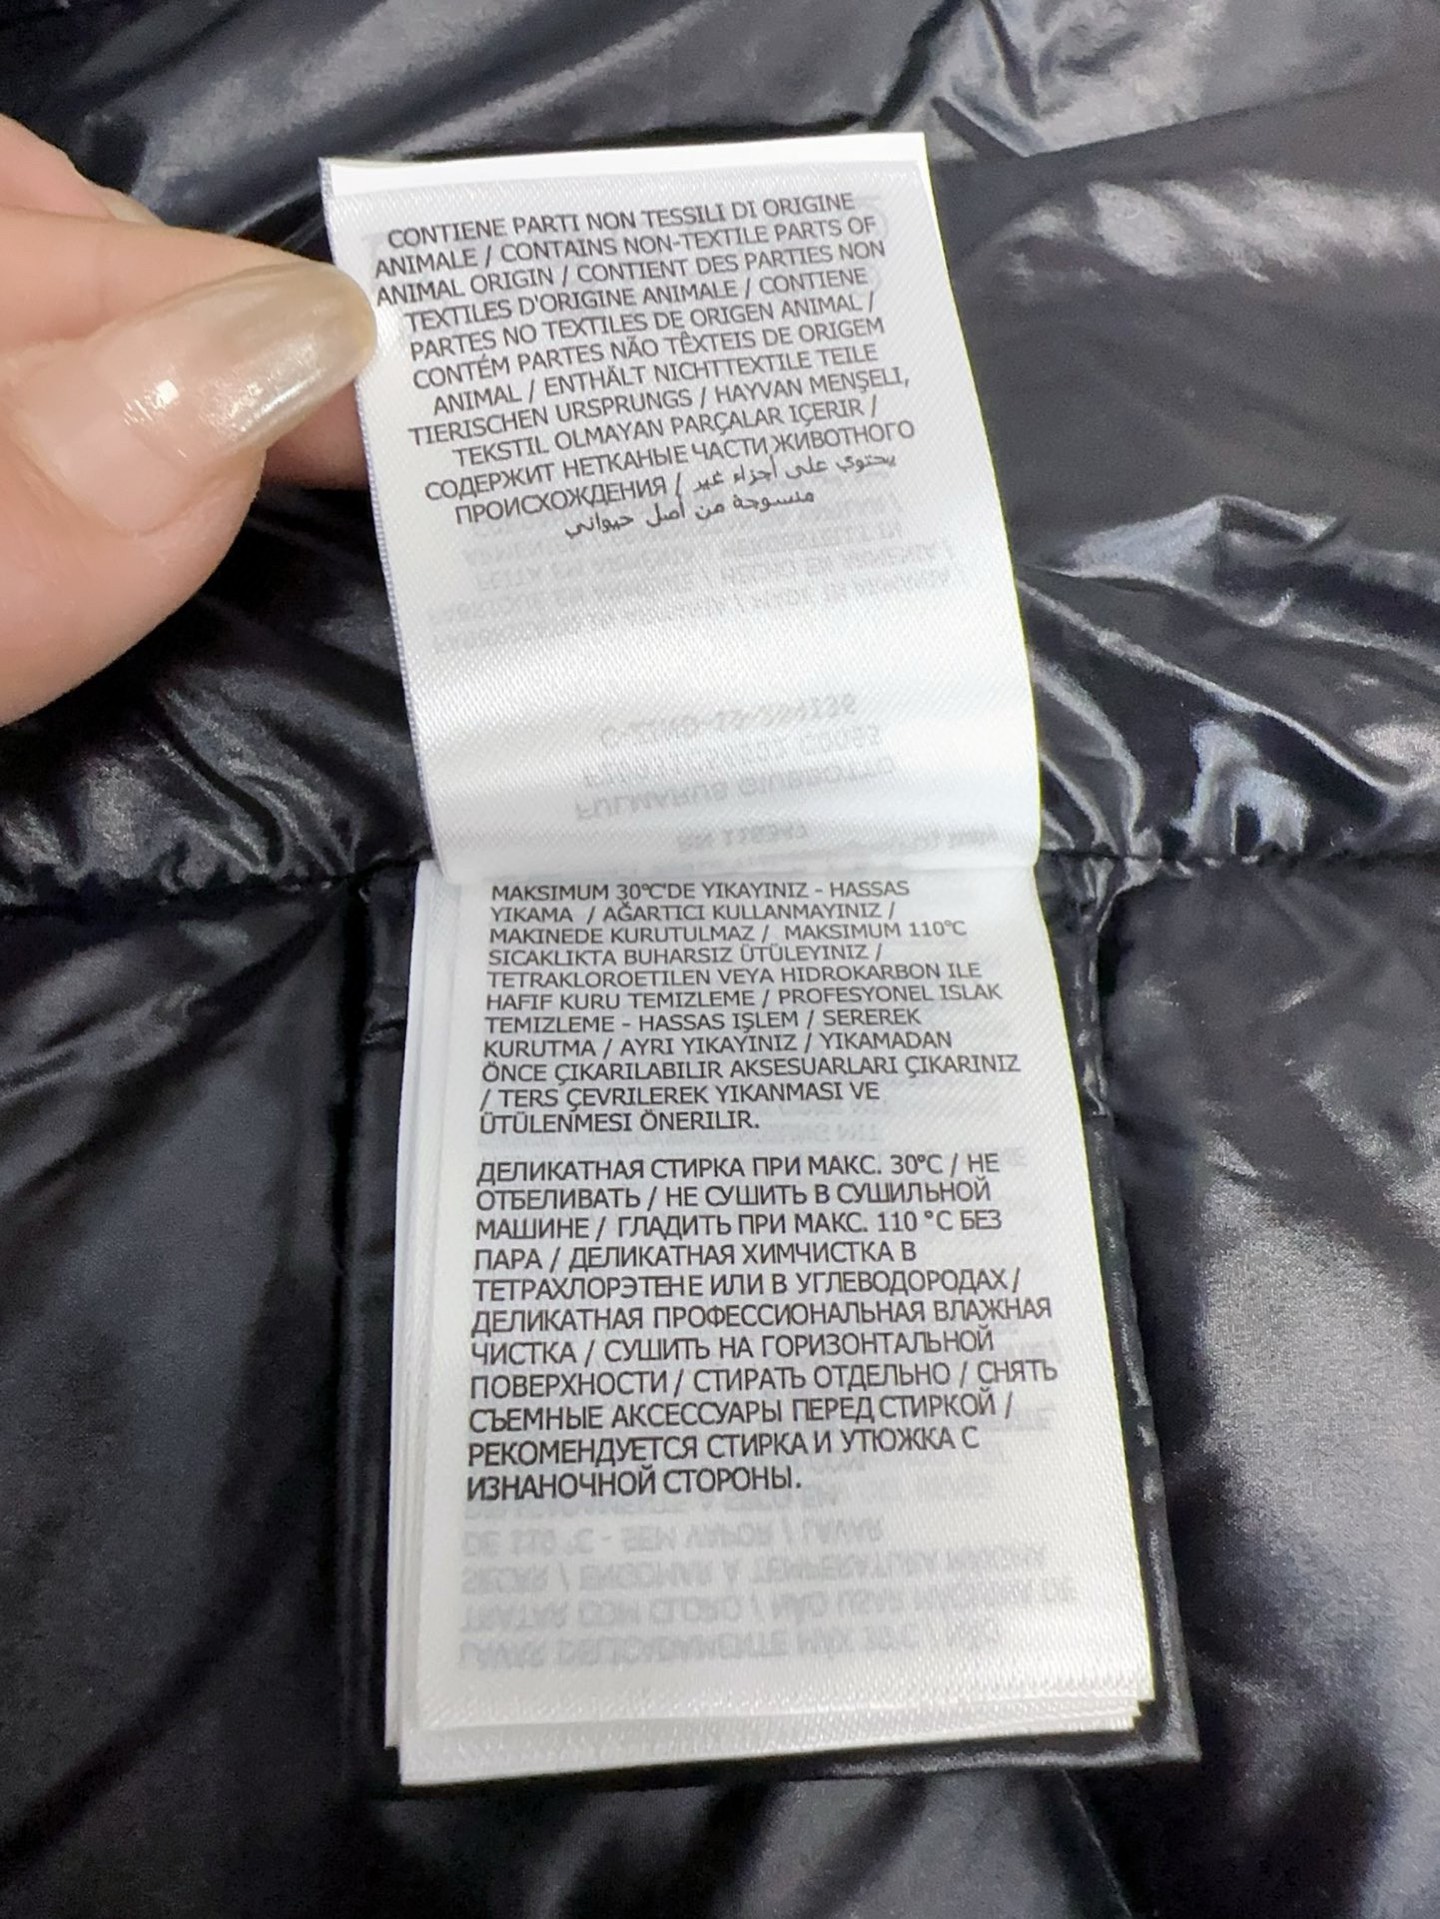 CONTIENE PARTI NON TESSILI DI ORIGINE
ANIMALE / CONTAINS NON-TEXTILE PARTS OF
ANIMAL ORIGIN / CONTIENT DES PARTIES NON
TEXTILES D'ORIGINE ANIMALE / CONTIENE
PARTES NO TEXTILES DE ORIGEN ANIMAL /
CONTÉM PARTES NÃO TÊXTEIS DE ORIGEM
ANIMAL / ENTHÄLT NICHTTEXTILE TEILE
TIERISCHEN URSPRUNGS / HAYVAN MENŞELI,
TEKSTIL OLMAYAN PARÇALAR IÇERIR /
СОДЕРЖИТ НЕТКАНЫЕ ЧАСТИ ЖИВОТНОГО
ПРОИСХОЖДЕНИЯ / يحتوي على أجزاء غير
منسوجة من أصل حيواني
MAKSIMUM 30°C'DE YIKAYINIZ - HASSAS
YIKAMA / AĞARTICI KULLANMAYINIZ /
MAKINEDE KURUTULMAZ / MAKSIMUM 110°C
SICAKLIKTA BUHARSIZ ÜTÜLEYINIZ /
TETRAKLOROETILEN VEYA HIDROKARBON ILE
HAFIF KURU TEMIZLEME / PROFESYONEL ISLAK
TEMIZLEME - HASSAS IŞLEM / SEREREK
KURUTMA / AYRI YIKAYINIZ / YIKAMADAN
ÖNCE ÇIKARILABILIR AKSESUARLARI ÇIKARINIZ
/ TERS ÇEVRILEREK YIKANMASI VE
ÜTÜLENMESI ÖNERILIR.
ДЕЛИКАТНАЯ СТИРКА ПРИ МАКС. 30°C / НЕ
ОТБЕЛИВАТЬ / НЕ СУШИТЬ В СУШИЛЬНОЙ
МАШИНЕ / ГЛАДИТЬ ПРИ МАКС. 110 °C БЕЗ
ПАРА / ДЕЛИКАТНАЯ ХИМЧИСТКА В
ТЕТРАХЛОРЭТЕНЕ ИЛИ В УГЛЕВОДОРОДАХ /
ДЕЛИКАТНАЯ ПРОФЕССИОНАЛЬНАЯ ВЛАЖНАЯ
ЧИСТКА / СУШИТЬ НА ГОРИЗОНТАЛЬНОЙ
ПОВЕРХНОСТИ / СТИРАТЬ ОТДЕЛЬНО / СНЯТЬ
СЪЕМНЫЕ АКСЕССУАРЫ ПЕРЕД СТИРКОЙ /
РЕКОМЕНДУЕТСЯ СТИРКА И УТЮЖКА С
ИЗНАНОЧНОЙ СТОРОНЫ.